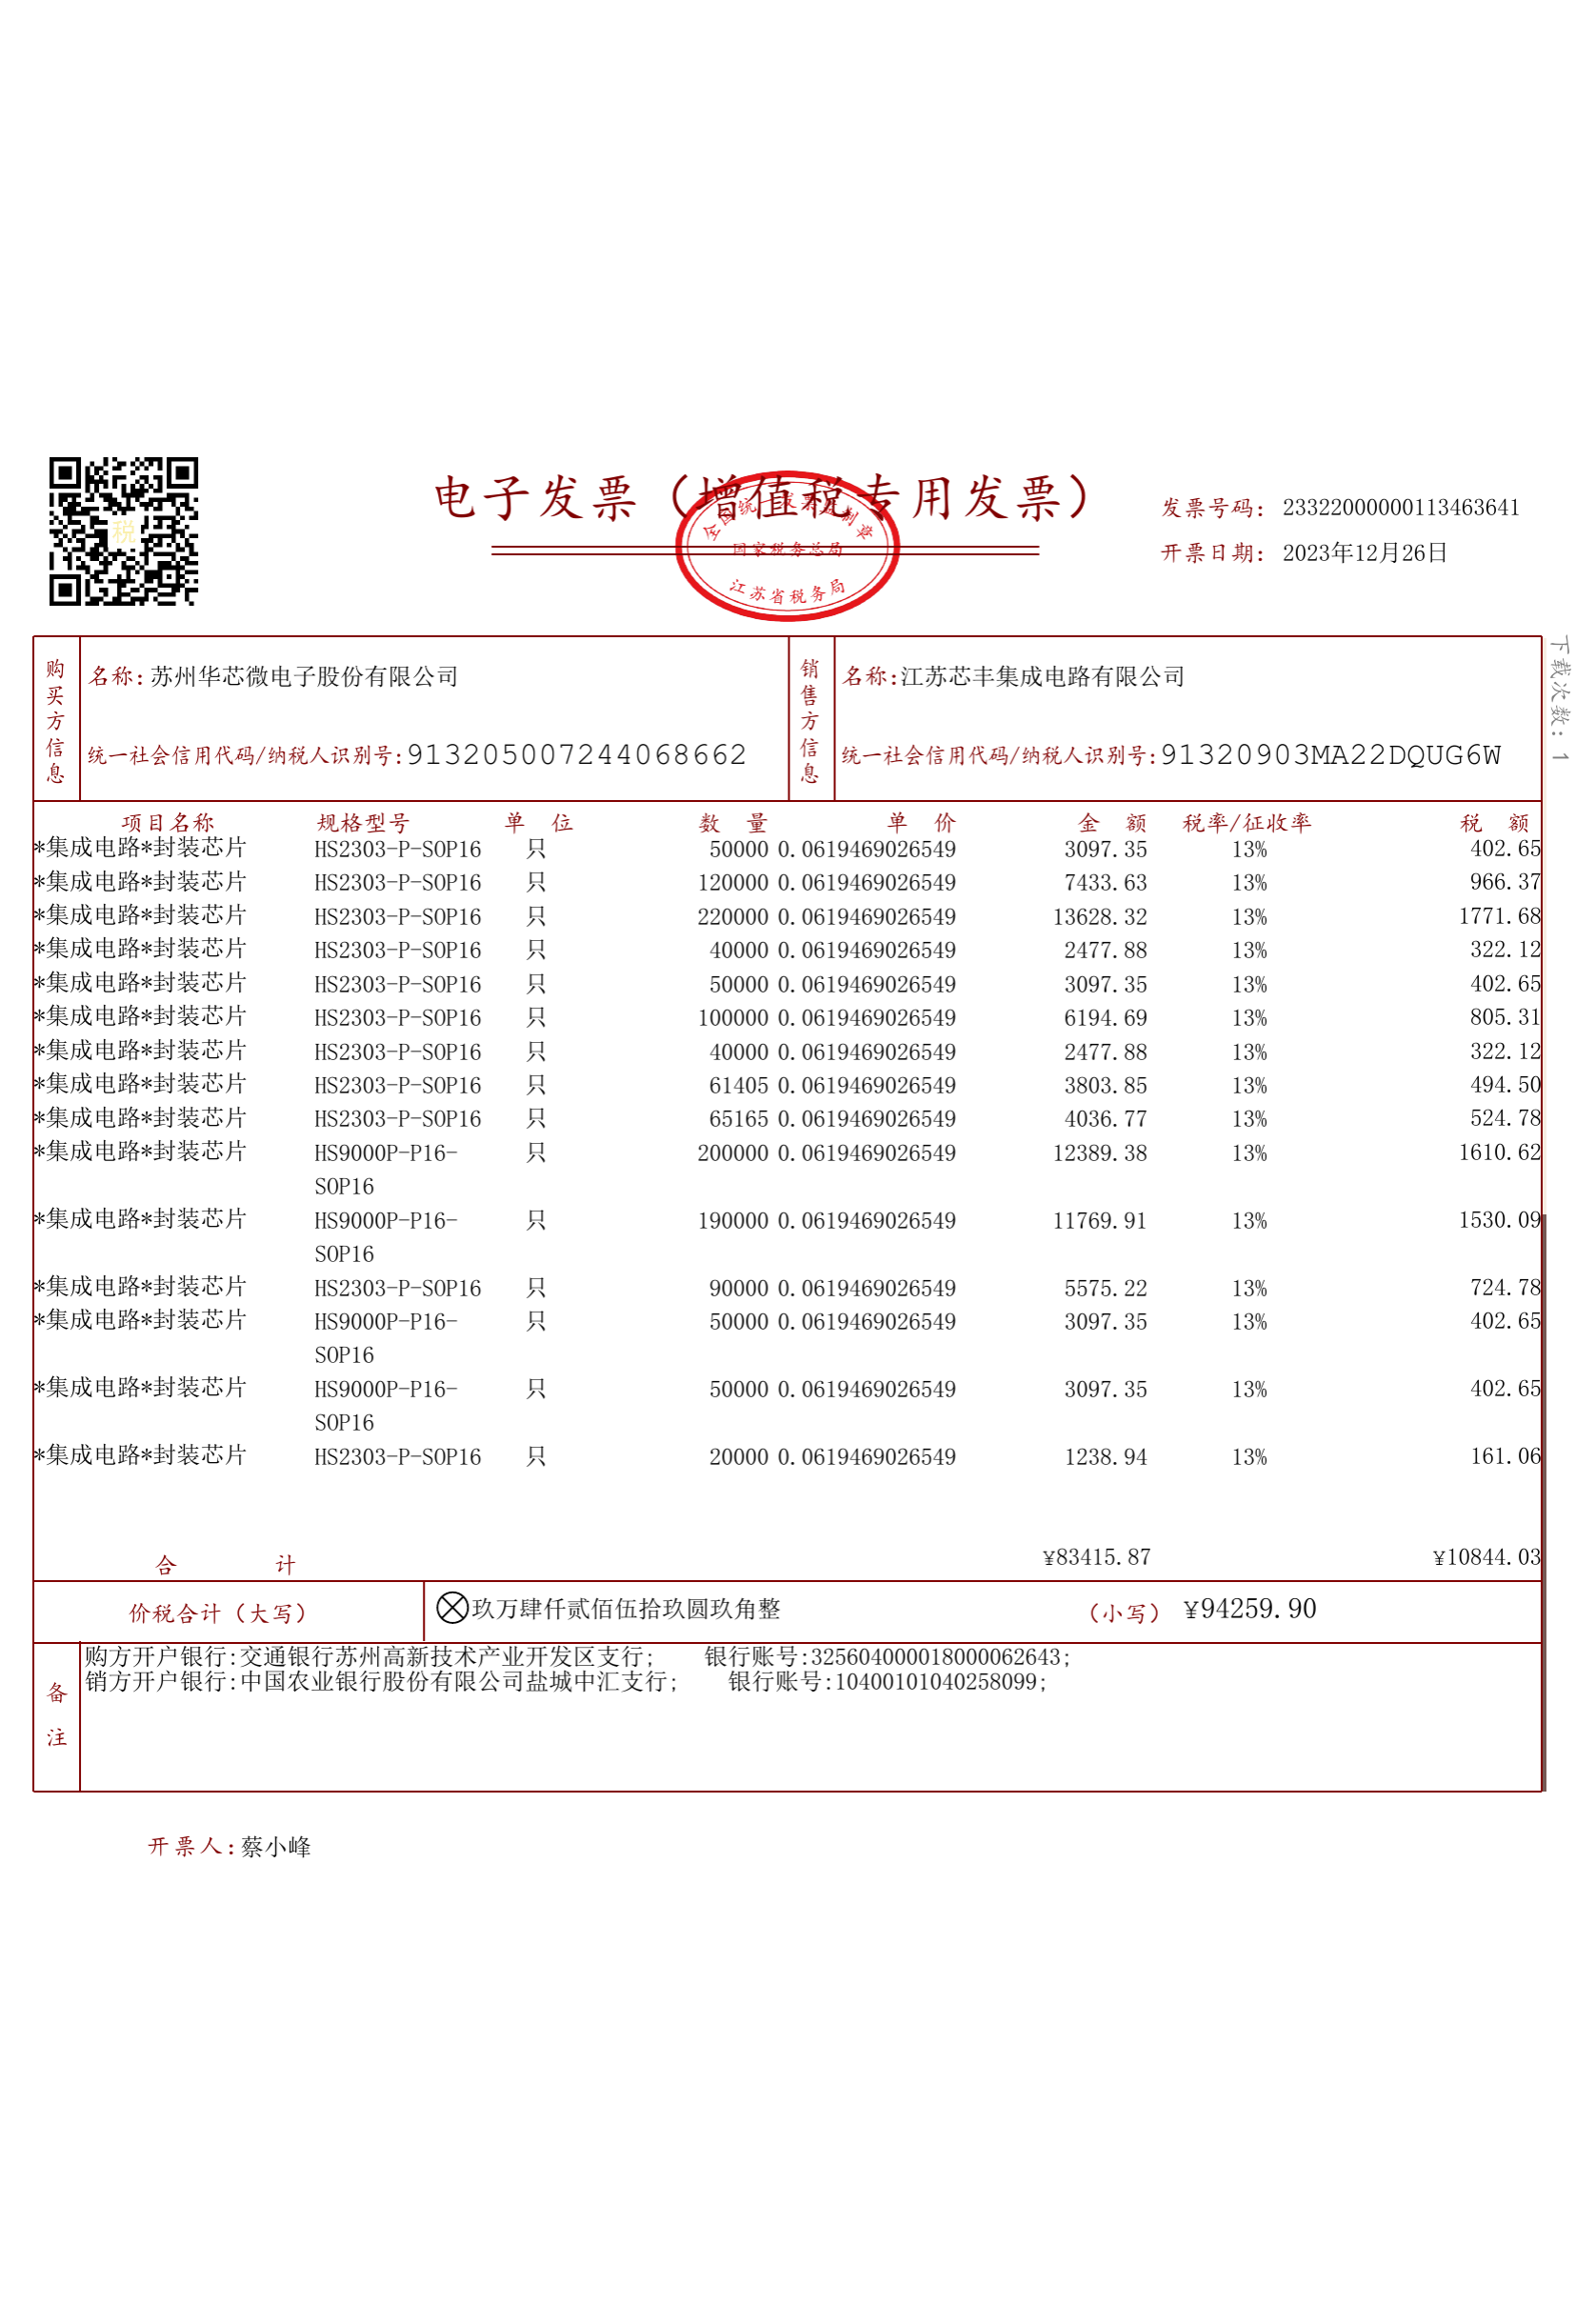 电子发票（增值税专用发票）
全国统一发票监制章
国家税务总局
江苏省税务局
税
发票号码： 23322000000113463641
开票日期： 2023年12月26日
下载次数：1
购买方信息
名称：苏州华芯微电子股份有限公司
统一社会信用代码/纳税人识别号:913205007244068662
销售方信息
名称:江苏芯丰集成电路有限公司
统一社会信用代码/纳税人识别号:91320903MA22DQUG6W
项目名称 规格型号 单 位 数 量 单 价 金 额 税率/征收率 税 额
*集成电路*封装芯片 HS2303-P-SOP16 只 50000 0.0619469026549 3097.35 13% 402.65
*集成电路*封装芯片 HS2303-P-SOP16 只 120000 0.0619469026549 7433.63 13% 966.37
*集成电路*封装芯片 HS2303-P-SOP16 只 220000 0.0619469026549 13628.32 13% 1771.68
*集成电路*封装芯片 HS2303-P-SOP16 只 40000 0.0619469026549 2477.88 13% 322.12
*集成电路*封装芯片 HS2303-P-SOP16 只 50000 0.0619469026549 3097.35 13% 402.65
*集成电路*封装芯片 HS2303-P-SOP16 只 100000 0.0619469026549 6194.69 13% 805.31
*集成电路*封装芯片 HS2303-P-SOP16 只 40000 0.0619469026549 2477.88 13% 322.12
*集成电路*封装芯片 HS2303-P-SOP16 只 61405 0.0619469026549 3803.85 13% 494.50
*集成电路*封装芯片 HS2303-P-SOP16 只 65165 0.0619469026549 4036.77 13% 524.78
*集成电路*封装芯片 HS9000P-P16- 只 200000 0.0619469026549 12389.38 13% 1610.62
SOP16
*集成电路*封装芯片 HS9000P-P16- 只 190000 0.0619469026549 11769.91 13% 1530.09
SOP16
*集成电路*封装芯片 HS2303-P-SOP16 只 90000 0.0619469026549 5575.22 13% 724.78
*集成电路*封装芯片 HS9000P-P16- 只 50000 0.0619469026549 3097.35 13% 402.65
SOP16
*集成电路*封装芯片 HS9000P-P16- 只 50000 0.0619469026549 3097.35 13% 402.65
SOP16
*集成电路*封装芯片 HS2303-P-SOP16 只 20000 0.0619469026549 1238.94 13% 161.06
合 计 ¥83415.87 ¥10844.03
价税合计（大写） 玖万肆仟贰佰伍拾玖圆玖角整 （小写） ¥94259.90
备注
购方开户银行:交通银行苏州高新技术产业开发区支行; 银行账号:325604000018000062643;
销方开户银行:中国农业银行股份有限公司盐城中汇支行; 银行账号:10400101040258099;
开票人:蔡小峰